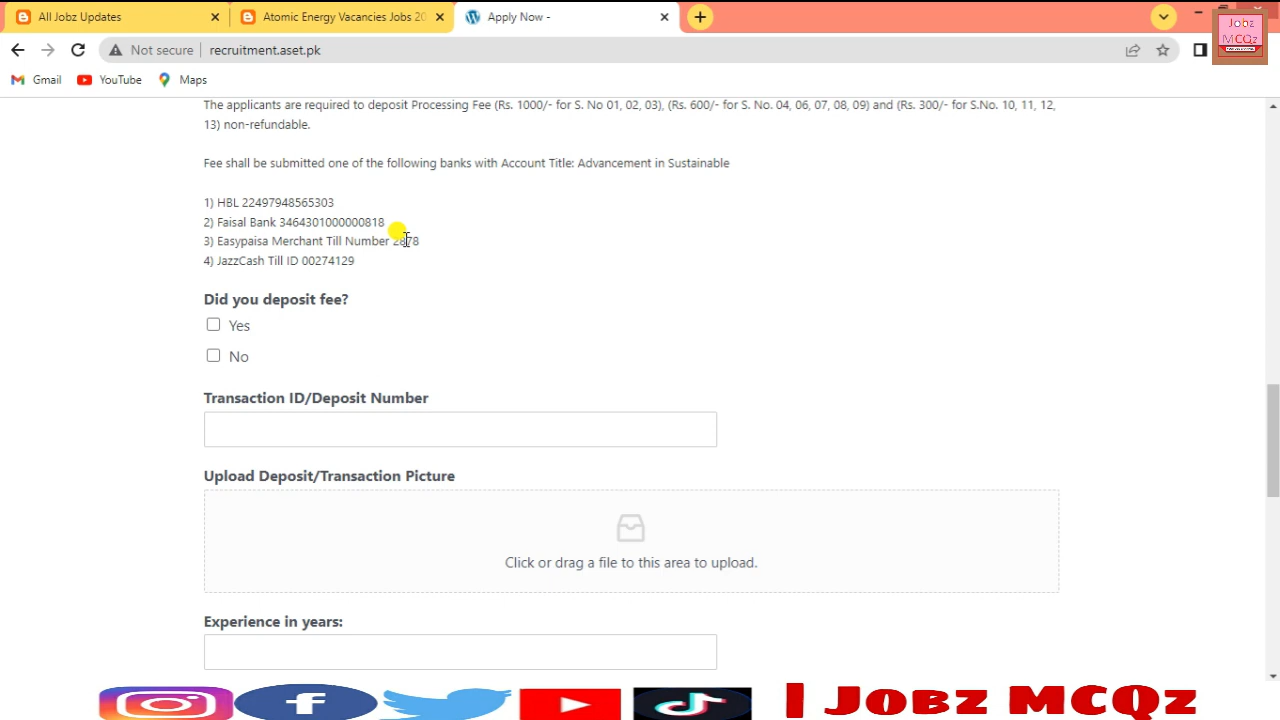 All Jobz Updates
Atomic Energy Vacancies Jobs 20
Apply Now -
Jobz
MCQz
Not secure
recruitment.aset.pk
Gmail
YouTube
Maps
The applicants are required to deposit Processing Fee (Rs. 1000/- for S. No 01, 02, 03), (Rs. 600/- for S. No. 04, 06, 07, 08, 09) and (Rs. 300/- for S.No. 10, 11, 12,
13) non-refundable.
Fee shall be submitted one of the following banks with Account Title: Advancement in Sustainable
1) HBL 22497948565303
2) Faisal Bank 3464301000000818
3) Easypaisa Merchant Till Number
4) JazzCash Till ID 00274129
Did you deposit fee?
Yes
No
Transaction ID/Deposit Number
Upload Deposit/Transaction Picture
Click or drag a file to this area to upload.
Experience in years:
| Jobz MCQz